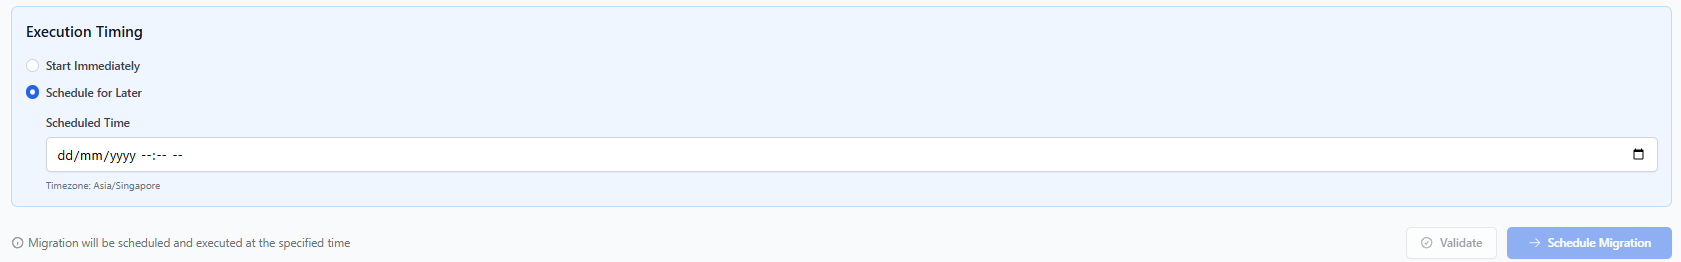 Execution Timing
Start Immediately
Schedule for Later
Scheduled Time
dd/mm/yyyy --:-- --
Timezone: Asia/Singapore
Migration will be scheduled and executed at the specified time
Validate
Schedule Migration